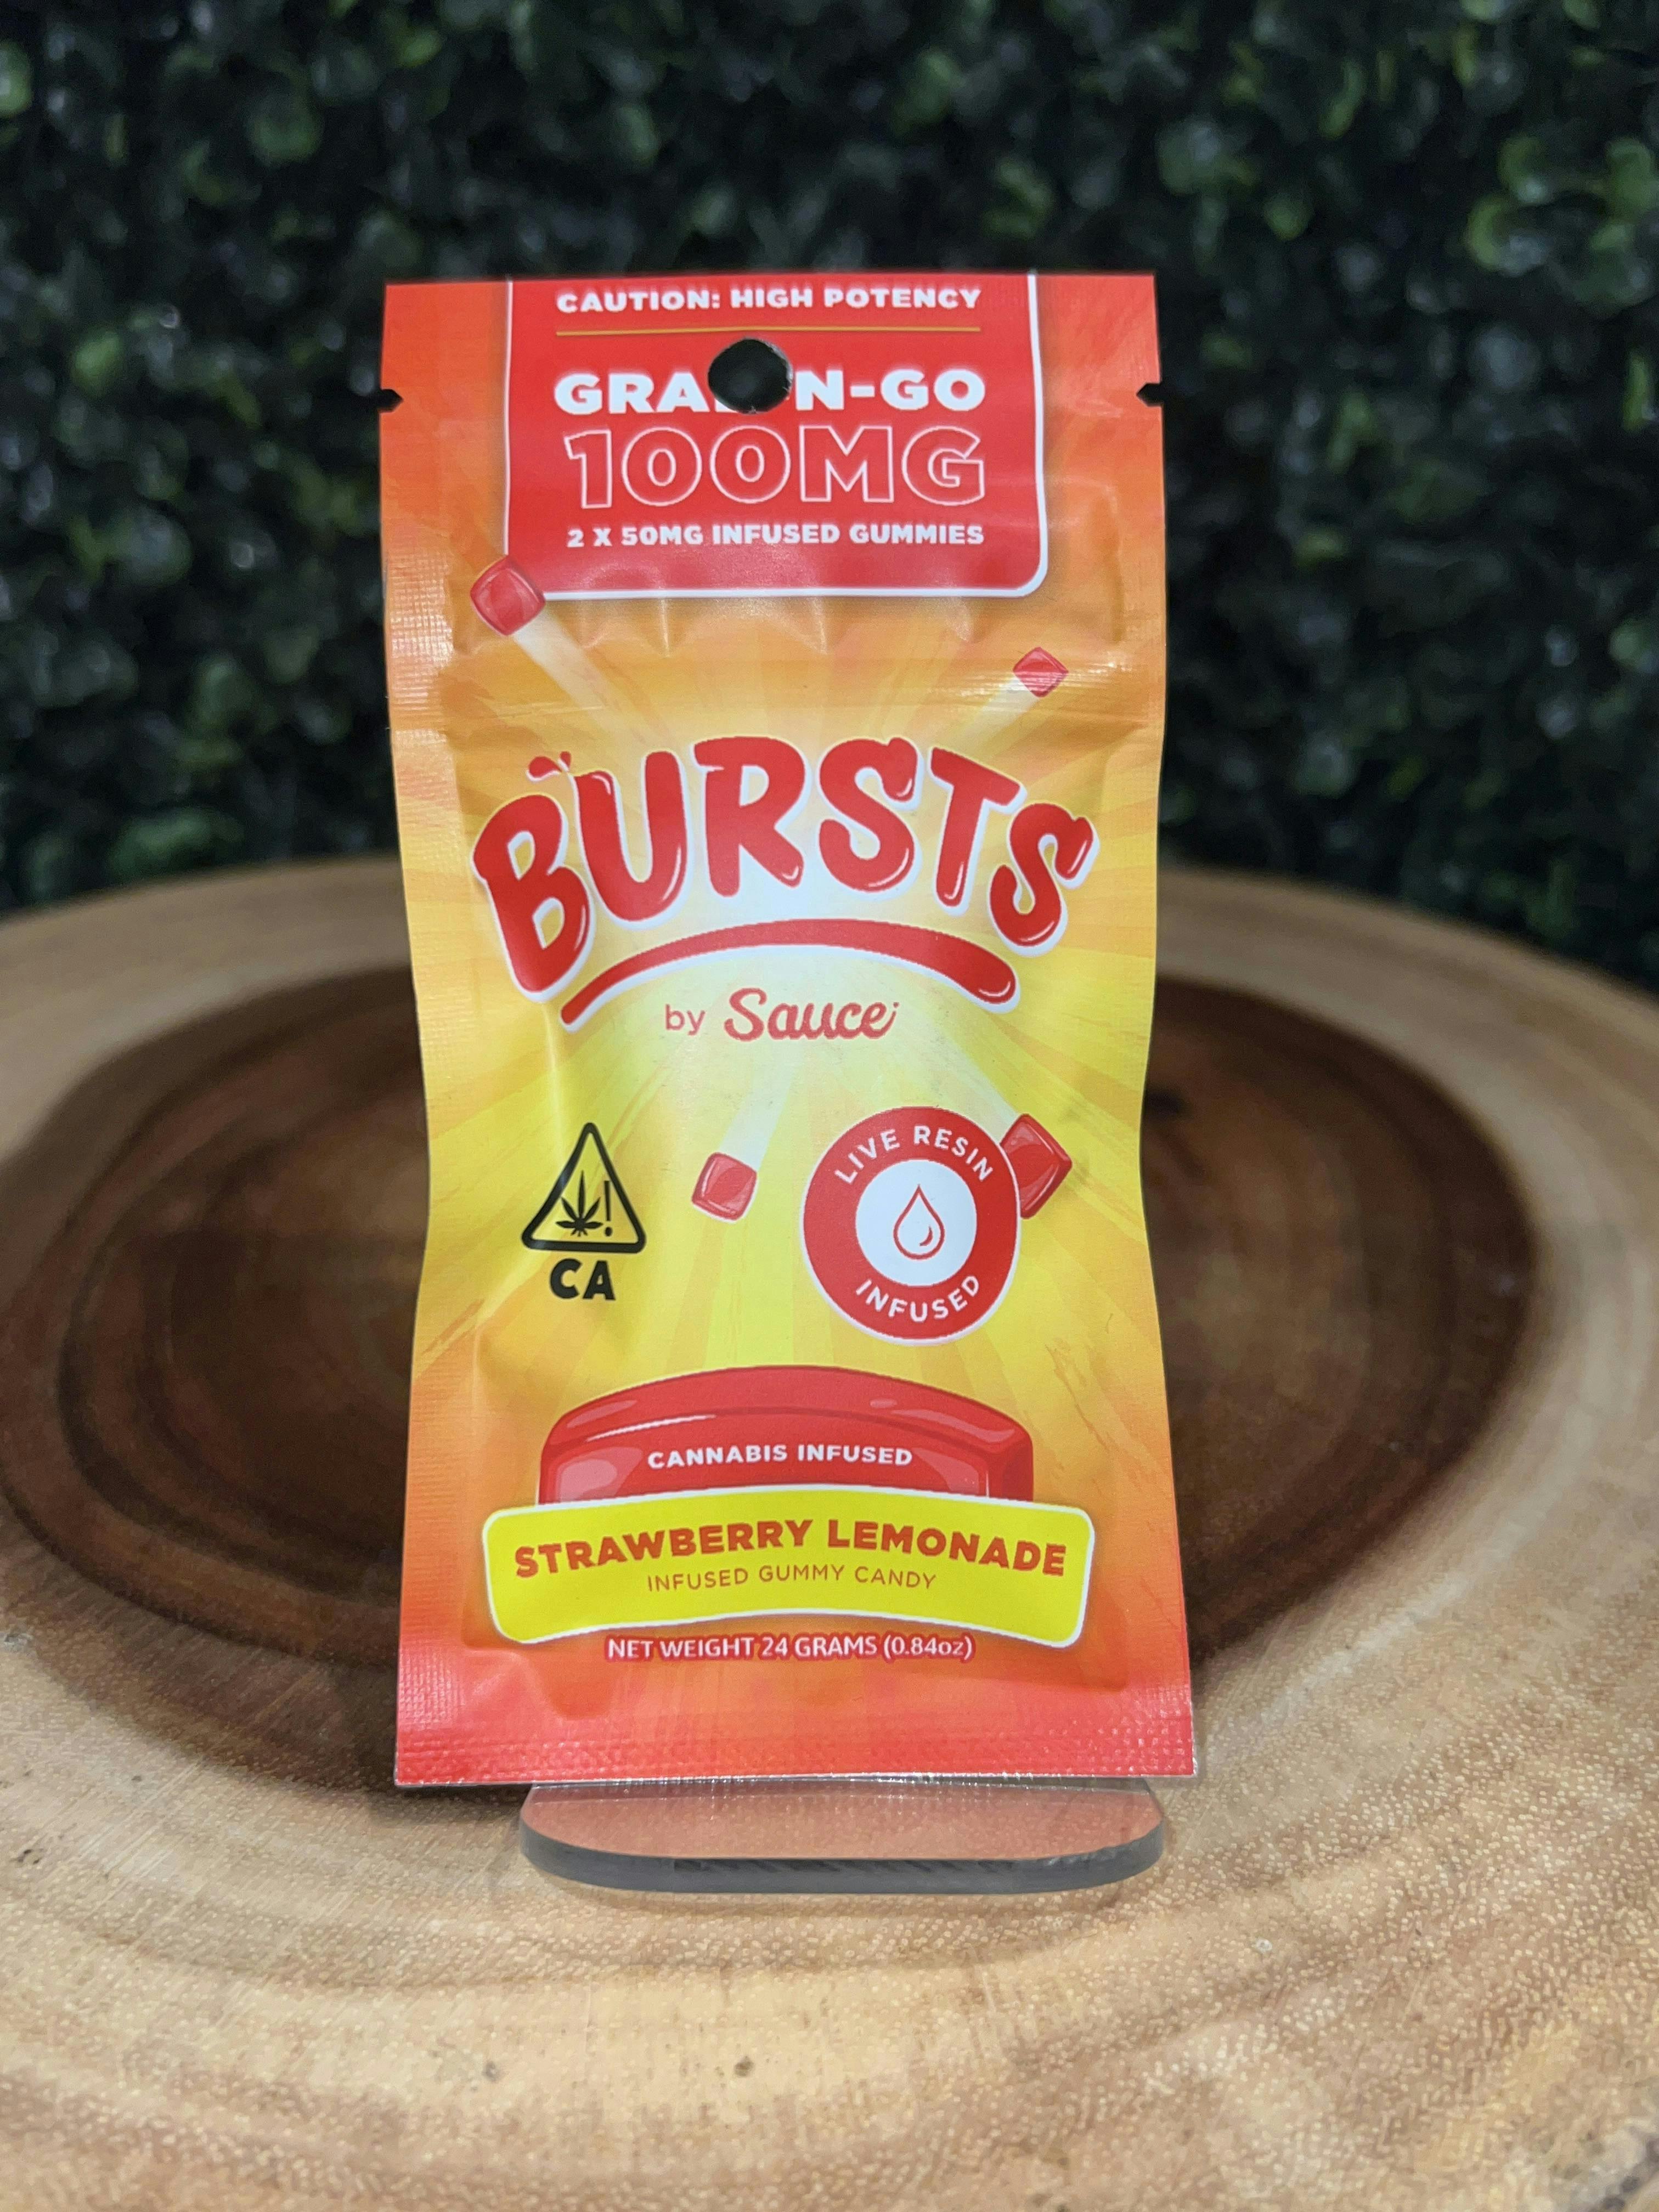 CAUTION: HIGH POTENCY
N-GO
100MG
2 X 50MG INFUSED GUMMIES
BURSTS
by Sauce
LIVE RESIN
INFUSED
CA
CANNABIS INFUSED
STRAWBERRY LEMONADE
INFUSED GUMMY CANDY
NET WEIGHT 24 GRAMS (0.84oz)